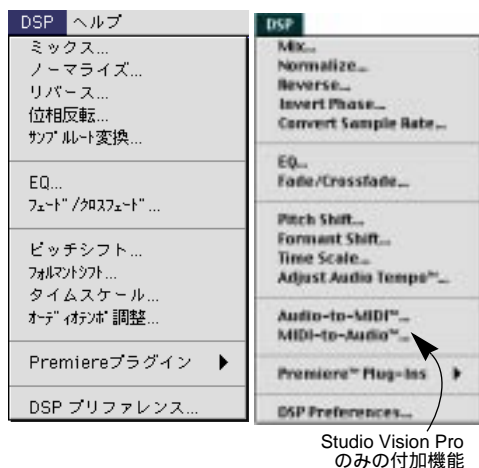 DSP ヘルプ
ミックス...
ノーマライズ...
リバース...
位相反転...
サンプルレート変換...
EQ...
フェード/クロスフェード...
ピッチシフト...
フォルマントシフト...
タイムスケール...
オーディオテンポ調整...
Premiereプラグイン
DSP プリファレンス...
DSP
Mix...
Normalize...
Reverse...
Invert Phase...
Convert Sample Rate...
EQ...
Fade/Crossfade...
Pitch Shift...
Formant Shift...
Time Scale...
Adjust Audio Tempo™...
Audio-to-MIDI™...
MIDI-to-Audio™...
Premiere™ Plug-Ins
DSP Preferences...
Studio Vision Pro
のみの付加機能